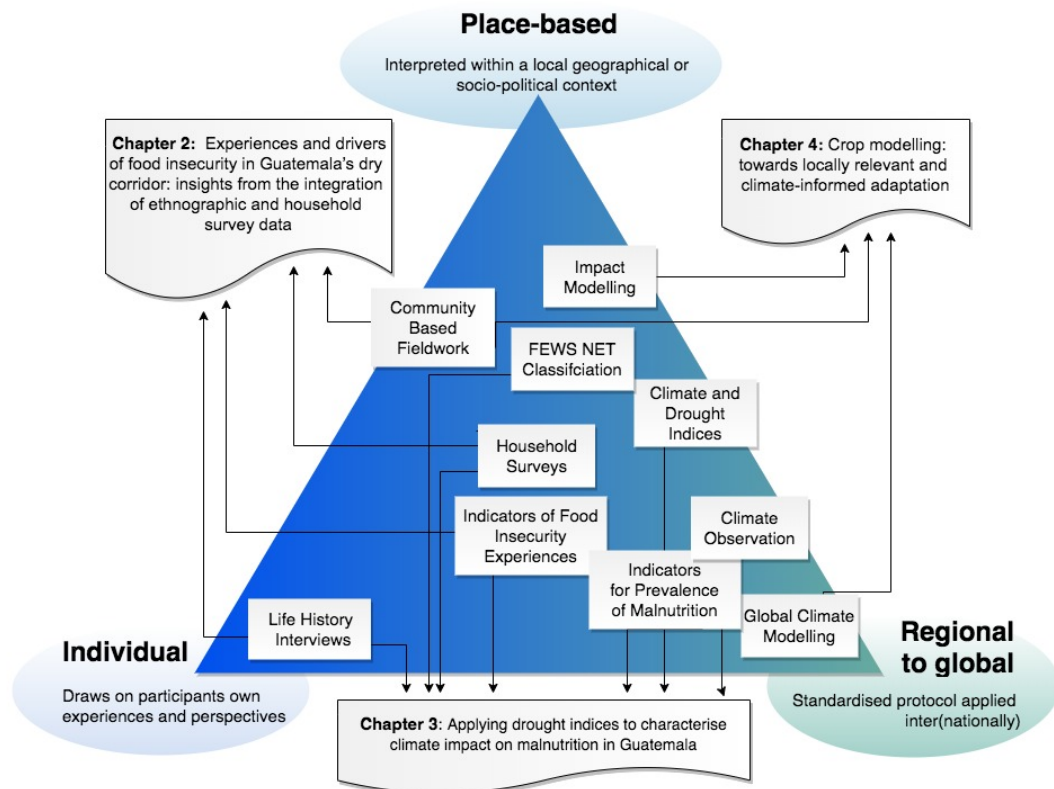 Place-based
Interpreted within a local geographical or
socio-political context
Chapter 2: Experiences and drivers
of food insecurity in Guatemala's dry
corridor: insights from the integration
of ethnographic and household
survey data
Chapter 4: Crop modelling:
towards locally relevant and
climate-informed adaptation
Impact
Modelling
Community
Based
Fieldwork
FEWS NET
Classifciation
Climate and
Drought
Indices
Household
Surveys
Indicators of Food
Insecurity
Experiences
Climate
Observation
Indicators
for Prevalence
of Malnutrition
Life History
Interviews
Global Climate
Modelling
Individual
Draws on participants own
experiences and perspectives
Regional
to global
Standardised protocol applied
inter(nationally)
Chapter 3: Applying drought indices to characterise
climate impact on malnutrition in Guatemala